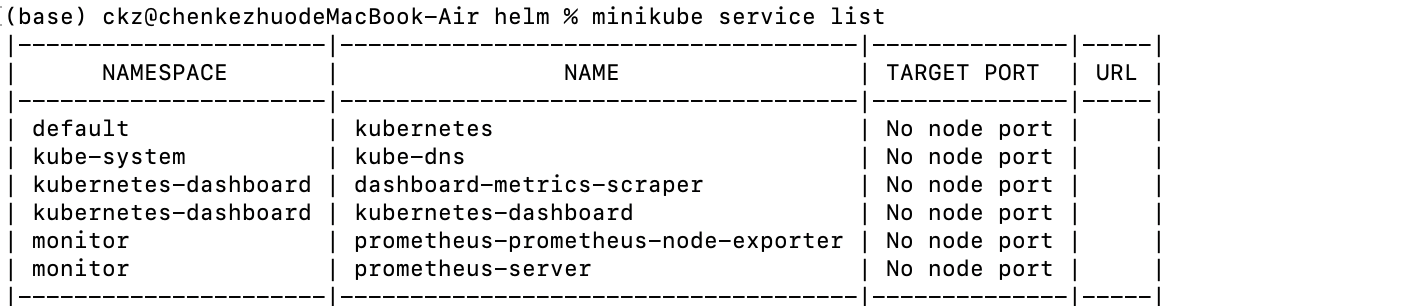 (base) ckz@chenkezhuodeMacBook-Air helm % minikube service list
|----------------------|-------------------------------------|--------------|-----|
|      NAMESPACE       |                NAME                 | TARGET PORT  | URL |
|----------------------|-------------------------------------|--------------|-----|
| default              | kubernetes                          | No node port |     |
| kube-system          | kube-dns                            | No node port |     |
| kubernetes-dashboard | dashboard-metrics-scraper           | No node port |     |
| kubernetes-dashboard | kubernetes-dashboard                | No node port |     |
| monitor              | prometheus-prometheus-node-exporter | No node port |     |
| monitor              | prometheus-server                   | No node port |     |
|----------------------|-------------------------------------|--------------|-----|